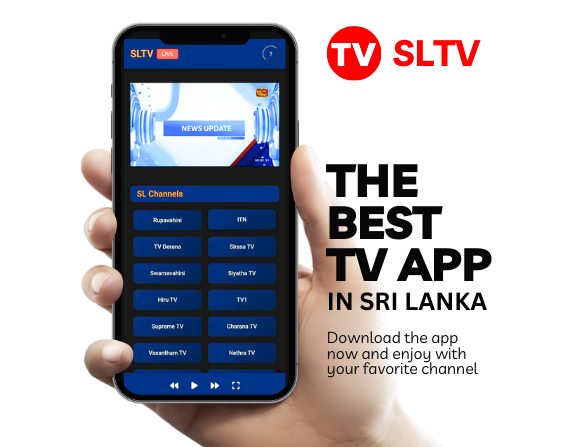 SLTV LIVE
?
NEWS UPDATE
SL Channels
Rupavahini ITN
TV Derana Sirasa TV
Swarnavahini Siyatha TV
Hiru TV TV1
Supreme TV Charana TV
Vasantham TV Nethra TV
TV SLTV
THE
BEST
TV APP
IN SRI LANKA
Download the app
now and enjoy with
your favorite channel